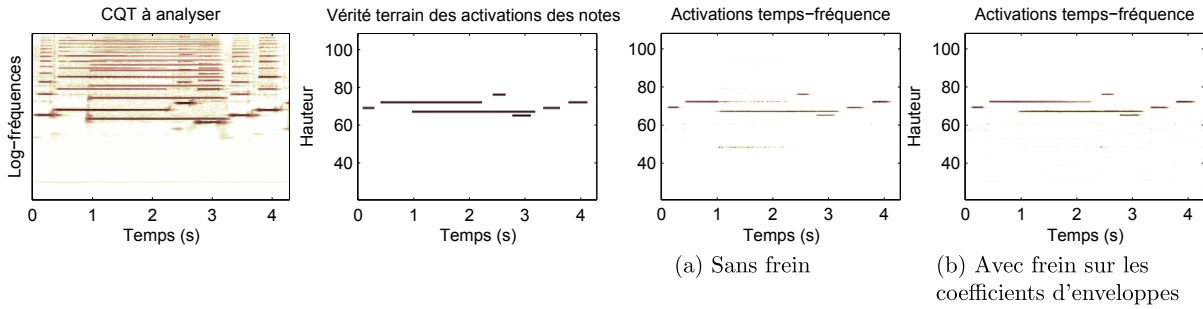 CQT à analyser
Log−fréquences
0 1 2 3 4
Temps (s)
Vérité terrain des activations des notes
Hauteur
100
80
60
40
0 1 2 3 4
Temps (s)
Activations temps−fréquence
Hauteur
100
80
60
40
0 1 2 3 4
Temps (s)
(a) Sans frein
Activations temps−fréquence
Hauteur
100
80
60
40
0 1 2 3 4
Temps (s)
(b) Avec frein sur les
coefficients d'enveloppes